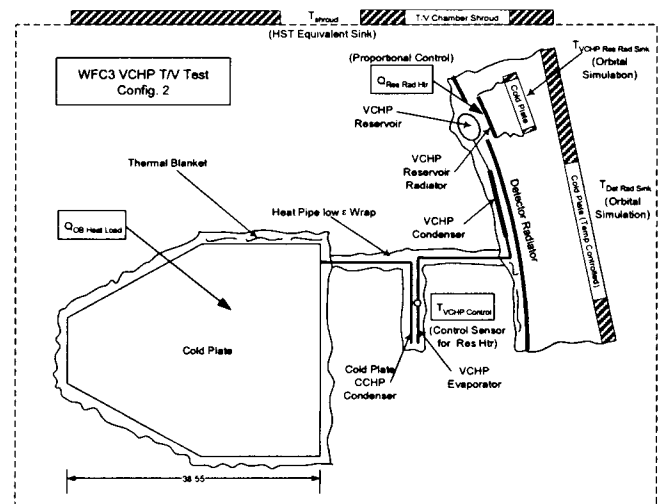 T shroud
T/V Chamber Shroud
(HST Equivalent Sink)
WFC3 VCHP T/V Test
Config. 2
(Proportional Control)
Q Res Rad Htr
T VCHP Res Rad Sink
(Orbital
Simulation)
Cold Plate
VCHP
Reservoir
Thermal Blanket
VCHP
Reservoir
Radiator
Detector Radiator
Cold Plate (Temp Controlled)
T Det Rad Sink
(Orbital
Simulation)
Heat Pipe low ε Wrap
VCHP
Condenser
Q OB Heat Load
T VCHP Control
(Control Sensor
for Res Htr)
Cold Plate
Cold Plate
CCHP
Condenser
VCHP
Evaporator
38 55